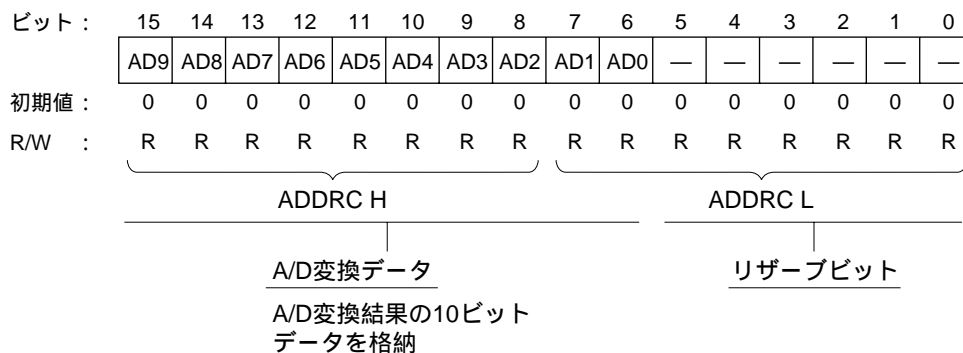 ビット： 15 14 13 12 11 10 9 8 7 6 5 4 3 2 1 0
AD9 AD8 AD7 AD6 AD5 AD4 AD3 AD2 AD1 AD0 — — — — — —
初期値： 0 0 0 0 0 0 0 0 0 0 0 0 0 0 0 0
R/W ： R R R R R R R R R R R R R R R R
ADDRC H ADDRC L
A/D変換データ リザーブビット
A/D変換結果の10ビット
データを格納